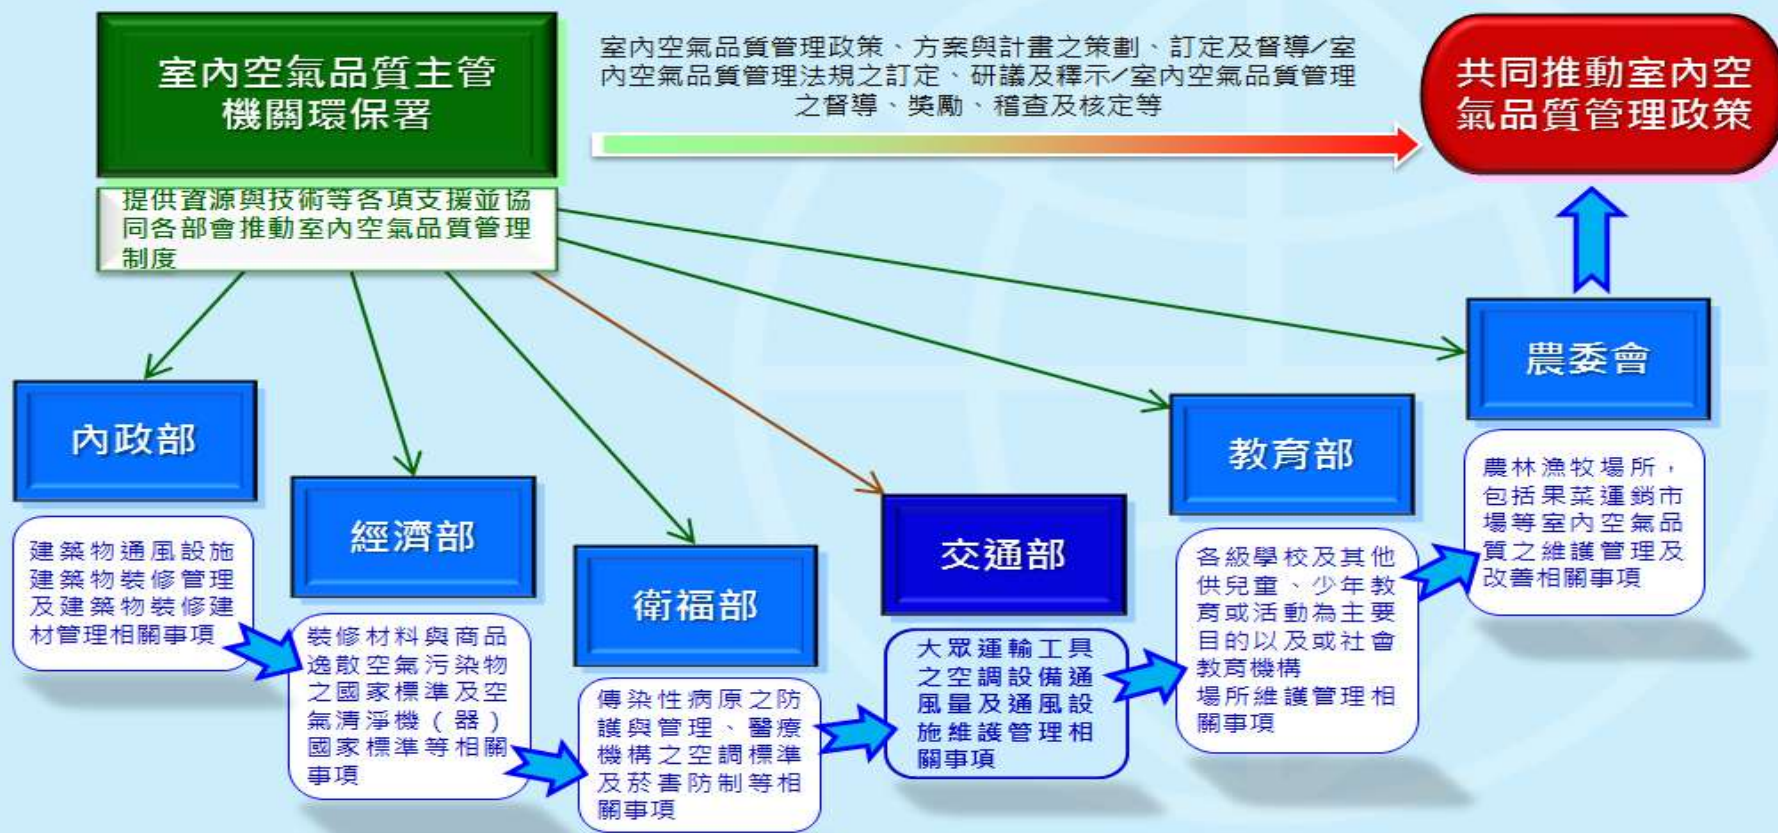 室內空氣品質主管
機關環保署
室內空氣品質管理政策、方案與計畫之策劃、訂定及督導/室
內空氣品質管理法規之訂定、研議及釋示/室內空氣品質管理
之督導、獎勵、稽查及核定等
共同推動室內空
氣品質管理政策
提供資源與技術等各項支援並協
同各部會推動室內空氣品質管理
制度
內政部
建築物通風設施
建築物裝修管理
及建築物裝修建
材管理相關事項
經濟部
裝修材料與商品
逸散空氣污染物
之國家標準及空
氣清淨機（器）
國家標準等相關
事項
衛福部
傳染性病原之防
護與管理、醫療
機構之空調標準
及菸害防制等相
關事項
交通部
大眾運輸工具
之空調設備通
風量及通風設
施維護管理相
關事項
教育部
各級學校及其他
供兒童、少年教
育或活動為主要
目的以及或社會
教育機構
場所維護管理相
關事項
農委會
農林漁牧場所，
包括果菜運銷市
場等室內空氣品
質之維護管理及
改善相關事項